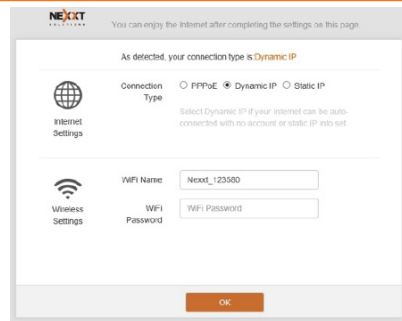 NEXXT
SOLUTIONS
You can enjoy the Internet after completing the settings on this page.
As detected, your connection type is:Dynamic IP
Connection Type
PPPoE Dynamic IP Static IP
Select Dynamic IP if your internet can be auto-
connected with no account or static IP info set.
Internet
Settings
WiFi Name
Nexxt_123580
WiFi
Password
WiFi Password
Wireless
Settings
OK